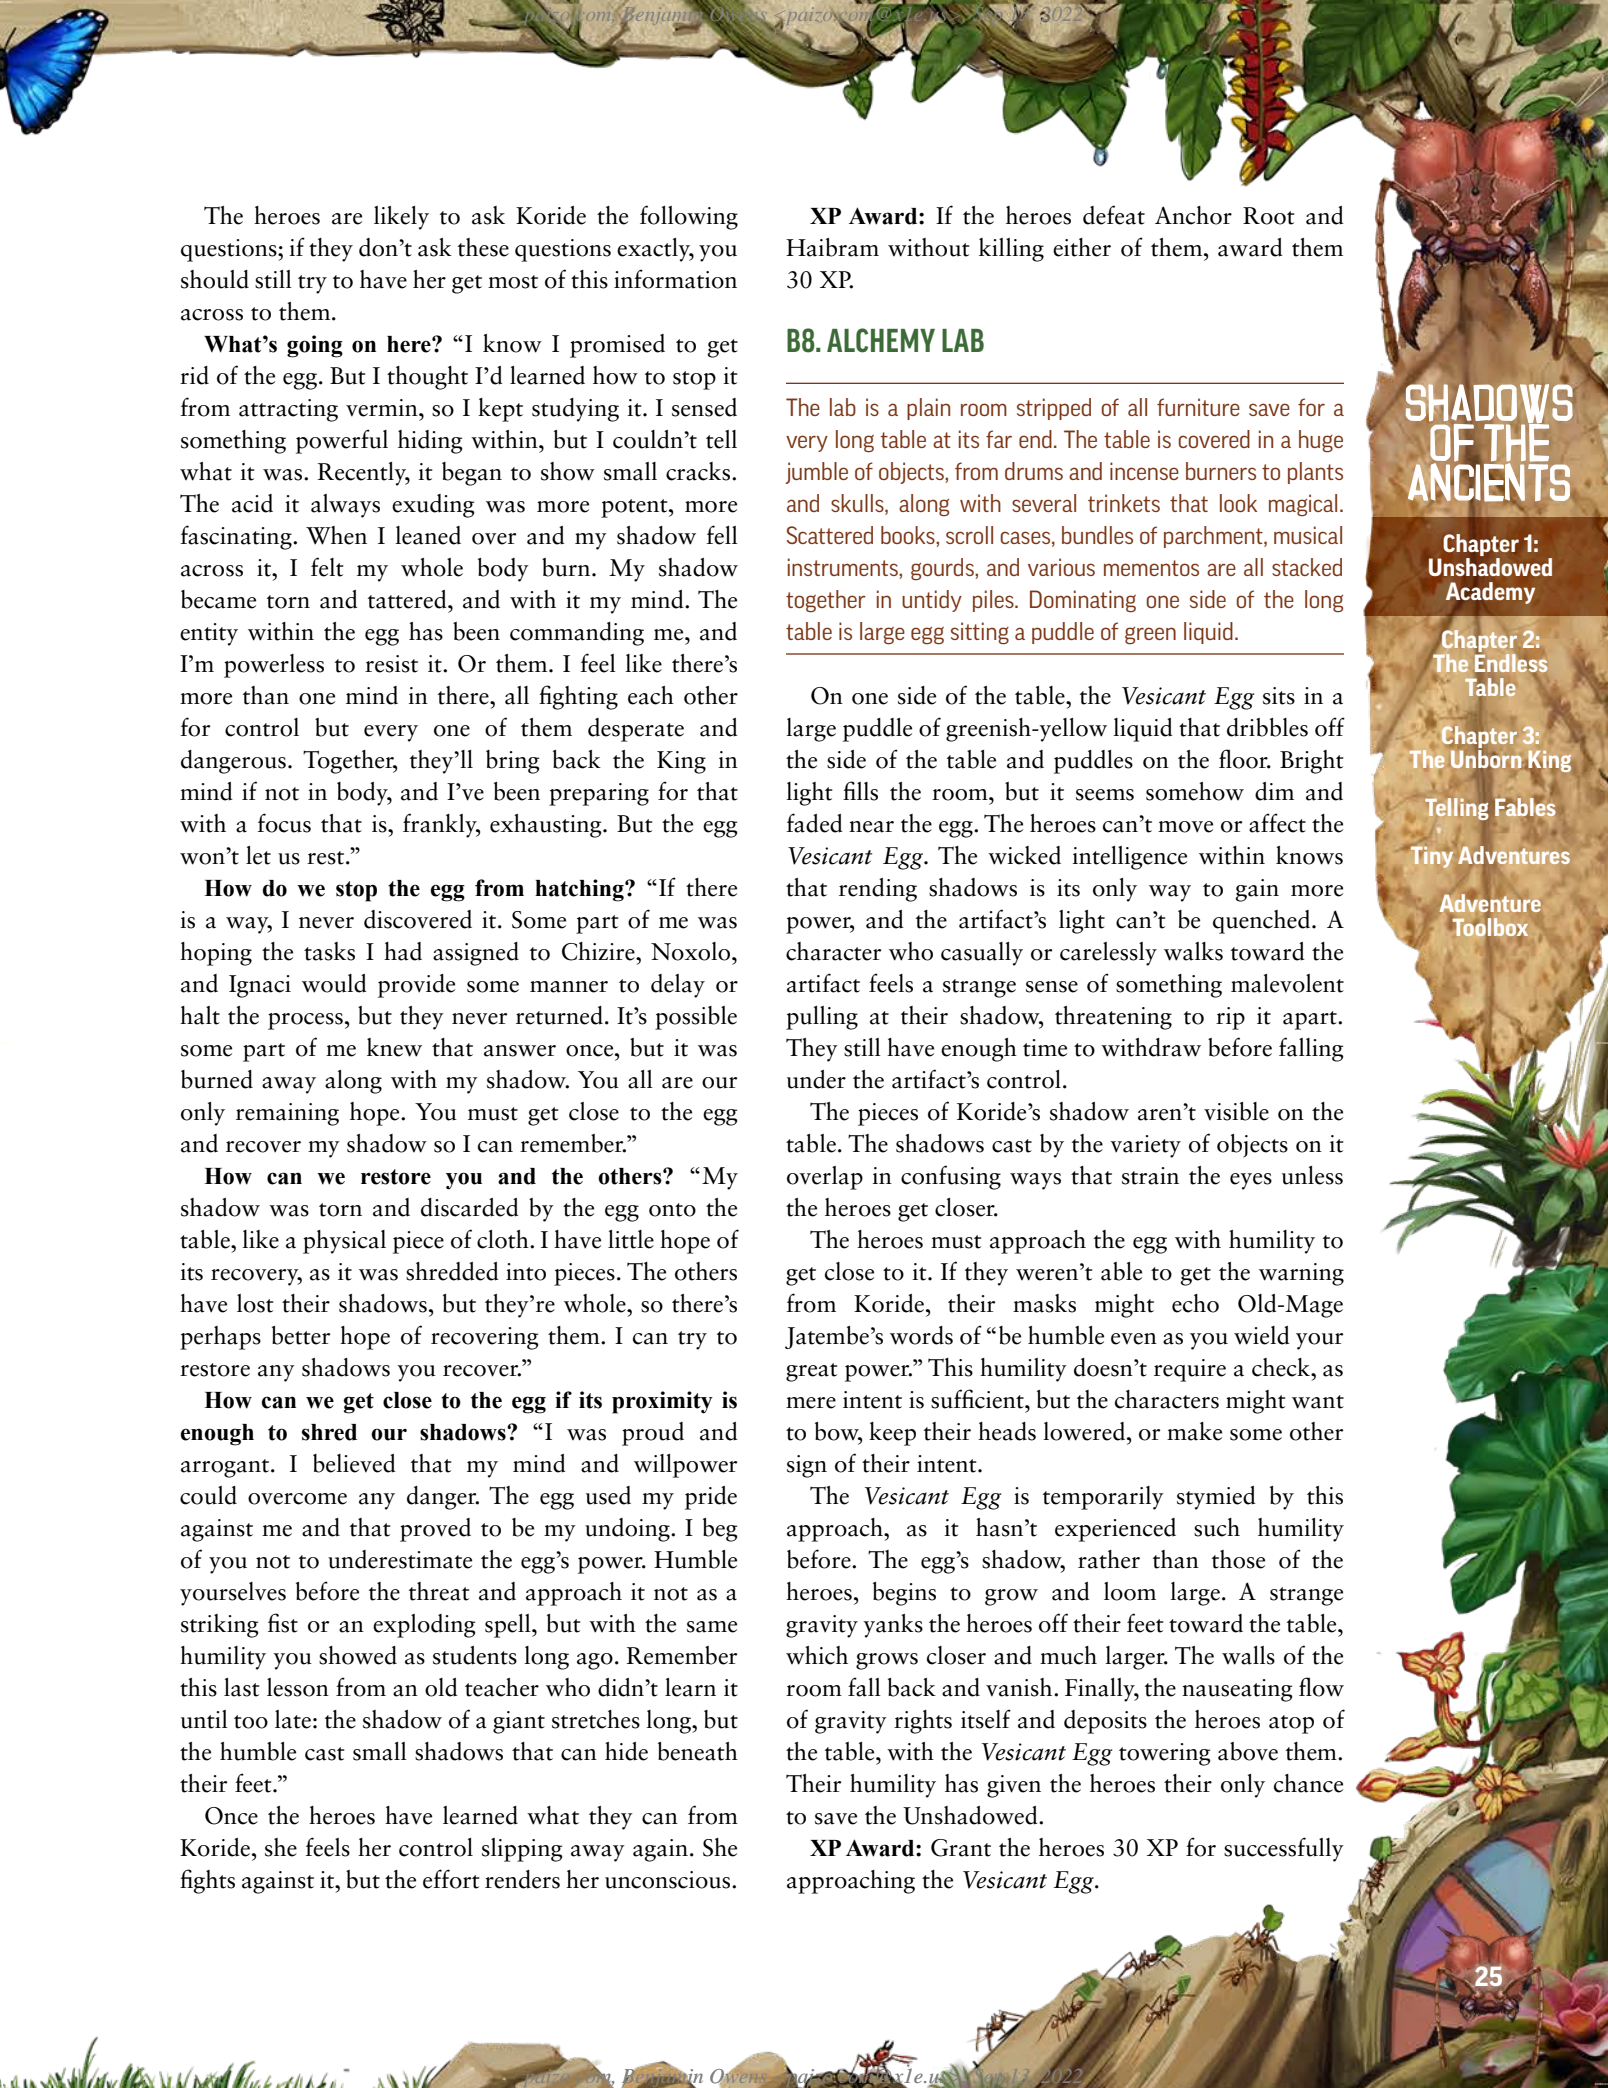 paizo.com, Benjamin Owens <paizo.com@x1e.us>, Sep 13, 2022
The heroes are likely to ask Koride the following
questions; if they don't ask these questions exactly, you
should still try to have her get most of this information
across to them.
What's going on here? “I know I promised to get
rid of the egg. But I thought I'd learned how to stop it
from attracting vermin, so I kept studying it. I sensed
something powerful hiding within, but I couldn't tell
what it was. Recently, it began to show small cracks.
The acid it always exuding was more potent, more
fascinating. When I leaned over and my shadow fell
across it, I felt my whole body burn. My shadow
became torn and tattered, and with it my mind. The
entity within the egg has been commanding me, and
I'm powerless to resist it. Or them. I feel like there's
more than one mind in there, all fighting each other
for control but every one of them desperate and
dangerous. Together, they'll bring back the King in
mind if not in body, and I've been preparing for that
with a focus that is, frankly, exhausting. But the egg
won't let us rest.”
How do we stop the egg from hatching? “If there
is a way, I never discovered it. Some part of me was
hoping the tasks I had assigned to Chizire, Noxolo,
and Ignaci would provide some manner to delay or
halt the process, but they never returned. It's possible
some part of me knew that answer once, but it was
burned away along with my shadow. You all are our
only remaining hope. You must get close to the egg
and recover my shadow so I can remember.”
How can we restore you and the others? “My
shadow was torn and discarded by the egg onto the
table, like a physical piece of cloth. I have little hope of
its recovery, as it was shredded into pieces. The others
have lost their shadows, but they're whole, so there's
perhaps better hope of recovering them. I can try to
restore any shadows you recover.”
How can we get close to the egg if its proximity is
enough to shred our shadows? “I was proud and
arrogant. I believed that my mind and willpower
could overcome any danger. The egg used my pride
against me and that proved to be my undoing. I beg
of you not to underestimate the egg's power. Humble
yourselves before the threat and approach it not as a
striking fist or an exploding spell, but with the same
humility you showed as students long ago. Remember
this last lesson from an old teacher who didn't learn it
until too late: the shadow of a giant stretches long, but
the humble cast small shadows that can hide beneath
their feet.”
Once the heroes have learned what they can from
Koride, she feels her control slipping away again. She
fights against it, but the effort renders her unconscious.
XP Award: If the heroes defeat Anchor Root and
Haibram without killing either of them, award them
30 XP.
B8. ALCHEMY LAB
The lab is a plain room stripped of all furniture save for a
very long table at its far end. The table is covered in a huge
jumble of objects, from drums and incense burners to plants
and skulls, along with several trinkets that look magical.
Scattered books, scroll cases, bundles of parchment, musical
instruments, gourds, and various mementos are all stacked
together in untidy piles. Dominating one side of the long
table is large egg sitting a puddle of green liquid.
On one side of the table, the Vesicant Egg sits in a
large puddle of greenish-yellow liquid that dribbles off
the side of the table and puddles on the floor. Bright
light fills the room, but it seems somehow dim and
faded near the egg. The heroes can't move or affect the
Vesicant Egg. The wicked intelligence within knows
that rending shadows is its only way to gain more
power, and the artifact's light can't be quenched. A
character who casually or carelessly walks toward the
artifact feels a strange sense of something malevolent
pulling at their shadow, threatening to rip it apart.
They still have enough time to withdraw before falling
under the artifact's control.
The pieces of Koride's shadow aren't visible on the
table. The shadows cast by the variety of objects on it
overlap in confusing ways that strain the eyes unless
the heroes get closer.
The heroes must approach the egg with humility to
get close to it. If they weren't able to get the warning
from Koride, their masks might echo Old-Mage
Jatembe's words of “be humble even as you wield your
great power.” This humility doesn't require a check, as
mere intent is sufficient, but the characters might want
to bow, keep their heads lowered, or make some other
sign of their intent.
The Vesicant Egg is temporarily stymied by this
approach, as it hasn't experienced such humility
before. The egg's shadow, rather than those of the
heroes, begins to grow and loom large. A strange
gravity yanks the heroes off their feet toward the table,
which grows closer and much larger. The walls of the
room fall back and vanish. Finally, the nauseating flow
of gravity rights itself and deposits the heroes atop of
the table, with the Vesicant Egg towering above them.
Their humility has given the heroes their only chance
to save the Unshadowed.
XP Award: Grant the heroes 30 XP for successfully
approaching the Vesicant Egg.
SHADOWS
OF THE
ANCIENTS
Chapter 1:
Unshadowed
Academy
Chapter 2:
The Endless
Table
Chapter 3:
The Unborn King
Telling Fables
Tiny Adventures
Adventure
Toolbox
25
paizo.com, Benjamin Owens <paizo.com@x1e.us>, Sep 13, 2022